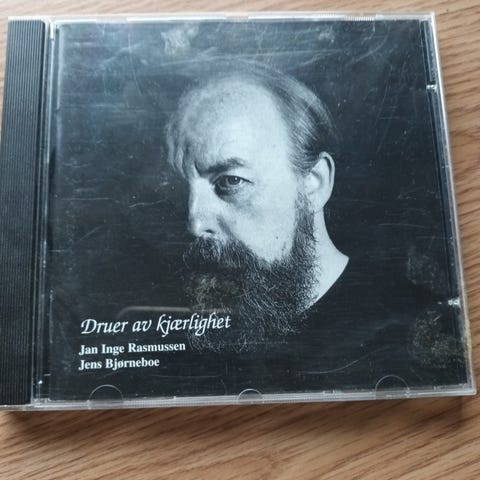 Druer av kjærlighet
Jan Inge Rasmussen
Jens Bjørneboe